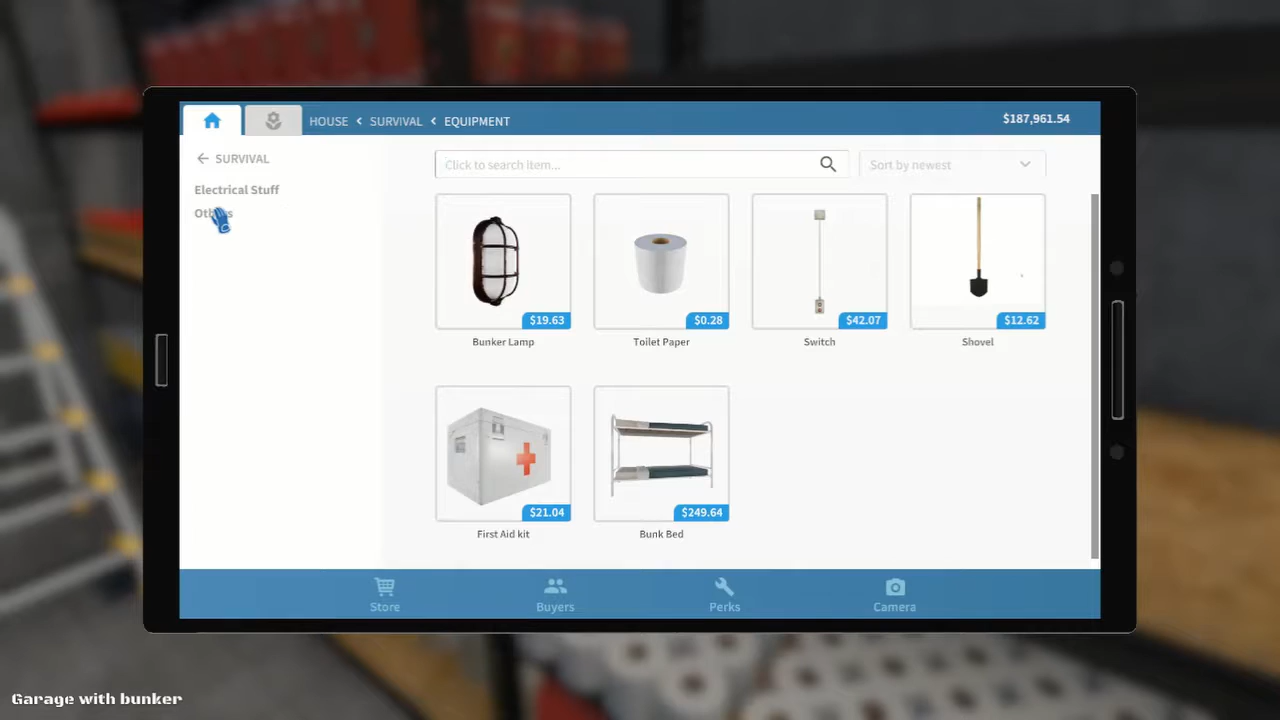 HOUSE < SURVIVAL < EQUIPMENT
$187,961.54
← SURVIVAL
Electrical Stuff
Others
Click to search item...
Sort by newest
$19.63
$0.28
$42.07
$12.62
Bunker Lamp
Toilet Paper
Switch
Shovel
$21.04
$249.64
First Aid kit
Bunk Bed
Store
Buyers
Perks
Camera
Garage with bunker